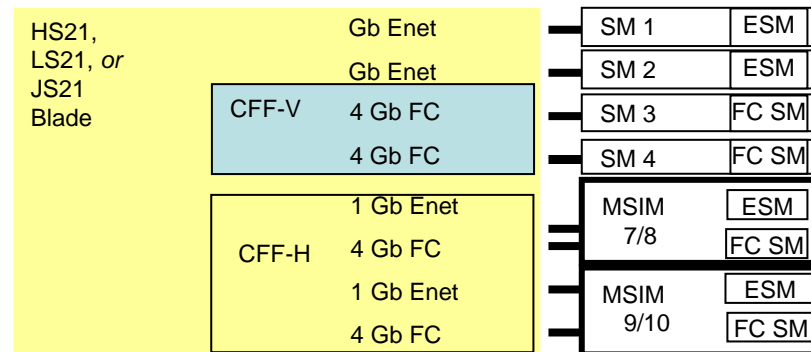 HS21,
LS21, or
JS21
Blade
Gb Enet
SM 1
ESM
Gb Enet
SM 2
ESM
CFF-V
4 Gb FC
SM 3
FC SM
4 Gb FC
SM 4
FC SM
CFF-H
1 Gb Enet
4 Gb FC
MSIM
7/8
ESM
FC SM
1 Gb Enet
4 Gb FC
MSIM
9/10
ESM
FC SM